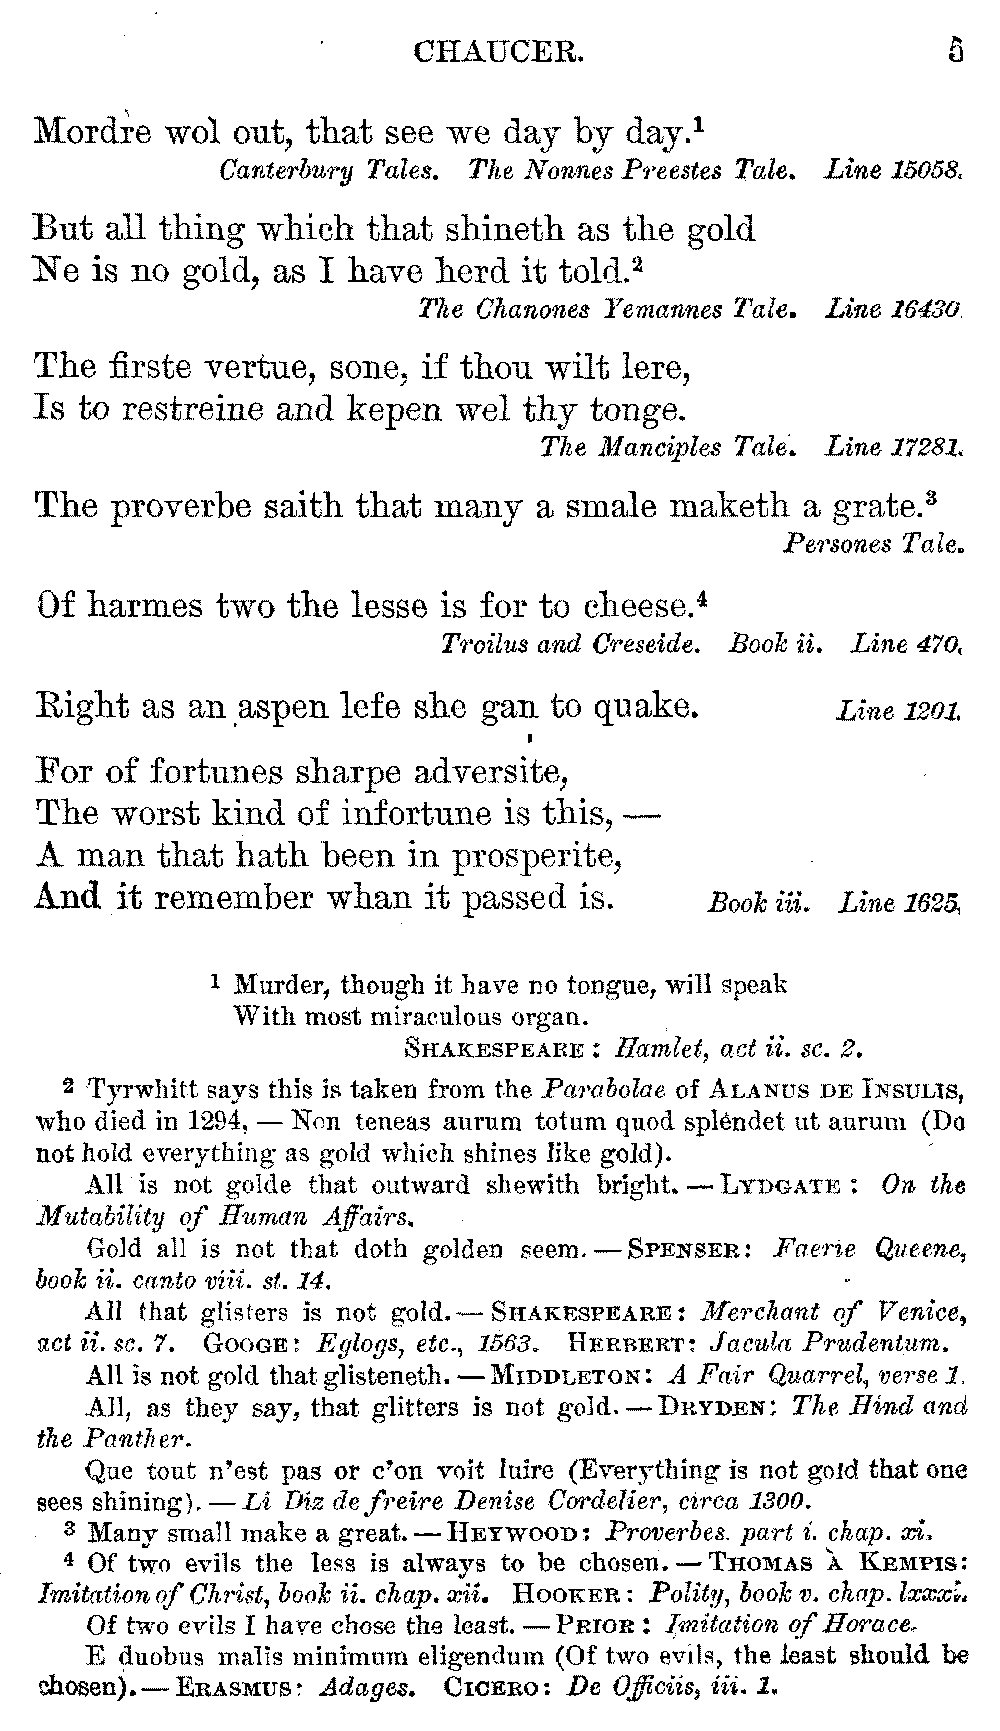 CHAUCER. 5
Mordre wol out, that see we day by day.¹
Canterbury Tales. The Nonnes Preestes Tale. Line 15058.
But all thing which that shineth as the gold
Ne is no gold, as I have herd it told.²
The Chanones Yemannes Tale. Line 16430.
The firste vertue, sone, if thou wilt lere,
Is to restreine and kepen wel thy tonge.
The Manciples Tale. Line 17281.
The proverbe saith that many a smale maketh a grate.³
Persones Tale.
Of harmes two the lesse is for to cheese.⁴
Troilus and Creseide. Book ii. Line 470.
Right as an aspen lefe she gan to quake. Line 1201.
For of fortunes sharpe adversite,
The worst kind of infortune is this, —
A man that hath been in prosperite,
And it remember whan it passed is. Book iii. Line 1625.
1 Murder, though it have no tongue, will speak
With most miraculous organ.
SHAKESPEARE: Hamlet, act ii. sc. 2.
2 Tyrwhitt says this is taken from the Parabolae of ALANUS DE INSULIS,
who died in 1294, — Non teneas aurum totum quod splendet ut aurum (Do
not hold everything as gold which shines like gold).
All is not golde that outward shewith bright. — LYDGATE: On the
Mutability of Human Affairs.
Gold all is not that doth golden seem. — SPENSER: Faerie Queene,
book ii. canto viii. st. 14.
All that glisters is not gold. — SHAKESPEARE: Merchant of Venice,
act ii. sc. 7. GOOGE: Eglogs, etc., 1563. HERBERT: Jacula Prudentum.
All is not gold that glisteneth. — MIDDLETON: A Fair Quarrel, verse 1.
All, as they say, that glitters is not gold. — DRYDEN: The Hind and
the Panther.
Que tout n'est pas or c'on voit luire (Everything is not gold that one
sees shining). — Li Diz de freire Denise Cordelier, circa 1300.
3 Many small make a great. — HEYWOOD: Proverbes. part i. chap. xi.
4 Of two evils the less is always to be chosen. — THOMAS À KEMPIS:
Imitation of Christ, book ii. chap. xii. HOOKER: Polity, book v. chap. lxxxi.
Of two evils I have chose the least. — PRIOR: Imitation of Horace.
E duobus malis minimum eligendum (Of two evils, the least should be
chosen). — ERASMUS: Adages. CICERO: De Officiis, iii. 1.